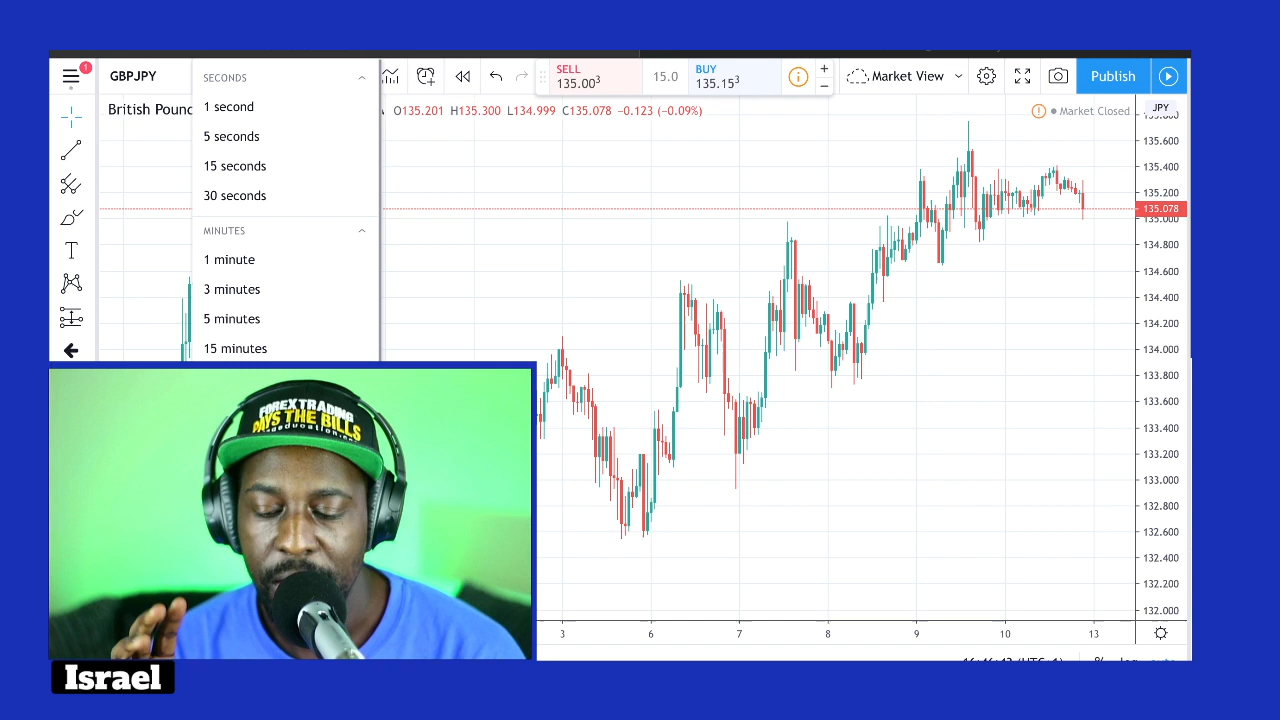 1
GBPJPY
SELL
135.00³
15.0
BUY
135.15³
Market View
Publish
British Pound
O135.201 H135.300 L134.999 C135.078 −0.123 (−0.09%)
Market Closed
JPY
SECONDS
1 second
5 seconds
15 seconds
30 seconds
MINUTES
1 minute
3 minutes
5 minutes
15 minutes
135.600
135.400
135.200
135.078
135.000
134.800
134.600
134.400
134.200
134.000
133.800
133.600
133.400
133.200
133.000
132.800
132.600
132.400
132.200
132.000
3 6 7 8 9 10 13
FOREX TRADING
PAYS THE BILLS
Israel